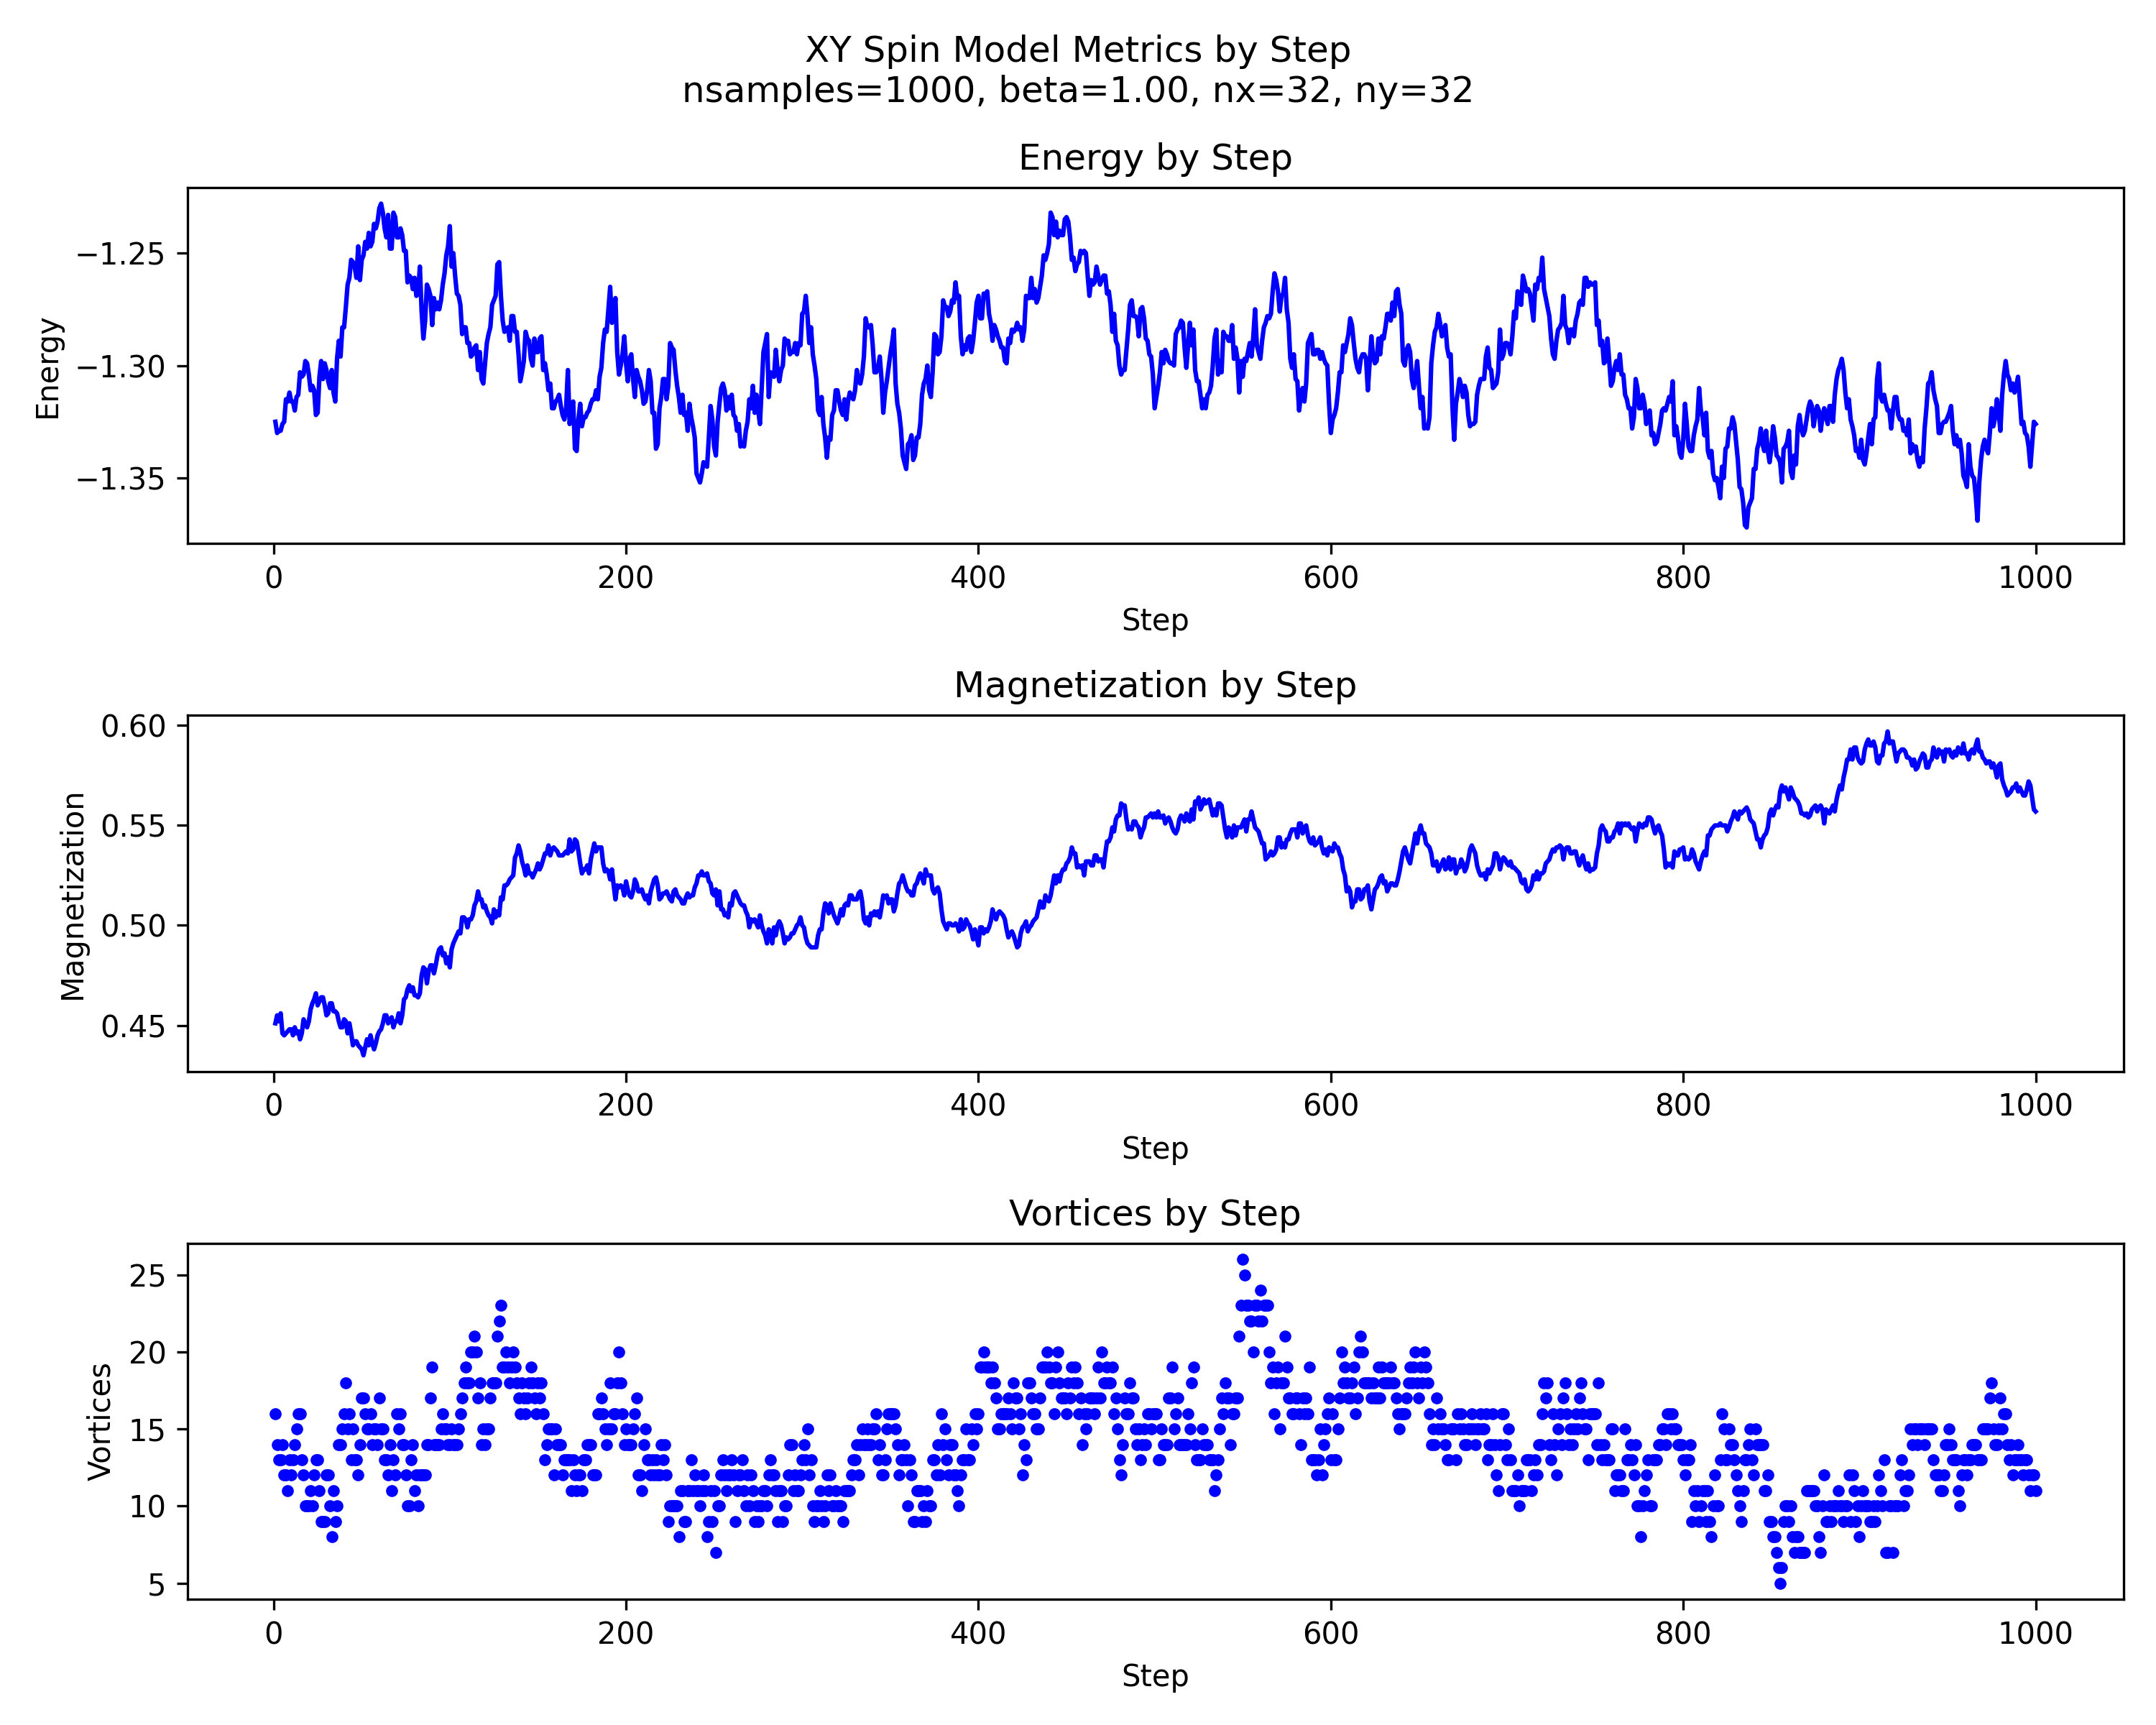 XY Spin Model Metrics by Step
nsamples=1000, beta=1.00, nx=32, ny=32
Energy by Step
Energy
−1.25
−1.30
−1.35
0 200 400 600 800 1000
Step
Magnetization by Step
Magnetization
0.60
0.55
0.50
0.45
0 200 400 600 800 1000
Step
Vortices by Step
Vortices
25
20
15
10
5
0 200 400 600 800 1000
Step